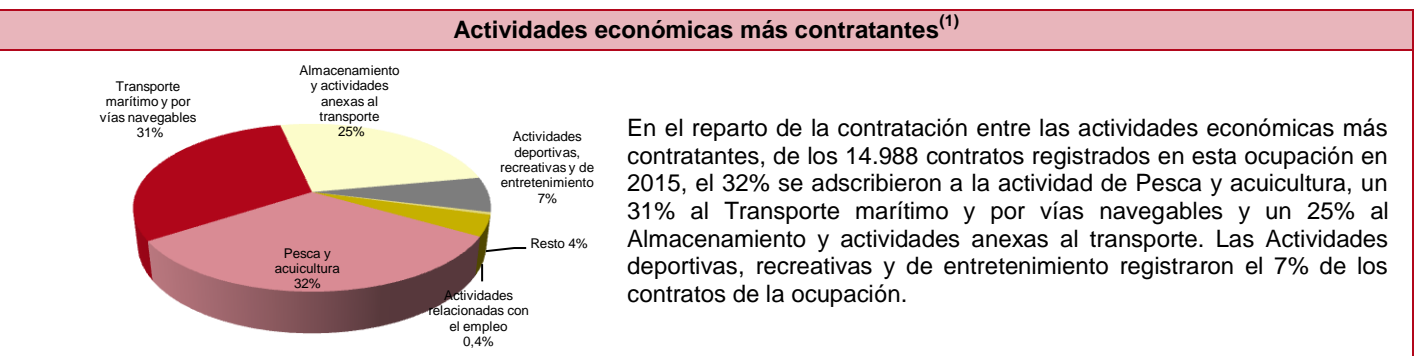 Actividades económicas más contratantes(1)
Transporte
marítimo y por
vías navegables
31%
Almacenamiento
y actividades
anexas al
transporte
25%
Actividades
deportivas,
recreativas y de
entretenimiento
7%
Resto 4%
Pesca y
acuicultura
32%
Actividades
relacionadas con
el empleo
0,4%
En el reparto de la contratación entre las actividades económicas más
contratantes, de los 14.988 contratos registrados en esta ocupación en
2015, el 32% se adscribieron a la actividad de Pesca y acuicultura, un
31% al Transporte marítimo y por vías navegables y un 25% al
Almacenamiento y actividades anexas al transporte. Las Actividades
deportivas, recreativas y de entretenimiento registraron el 7% de los
contratos de la ocupación.